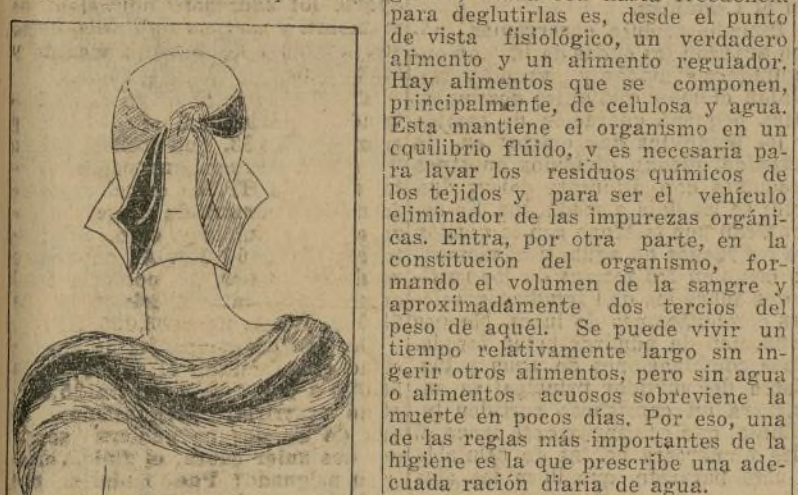 para deglutirlas es, desde el punto
de vista fisiológico, un verdadero
alimento y un alimento regulador.
Hay alimentos que se componen,
principalmente, de celulosa y agua.
Esta mantiene el organismo en un
equilibrio flúido, y es necesaria pa-
ra lavar los residuos químicos de
los tejidos y para ser el vehículo
eliminador de las impurezas orgáni-
cas. Entra, por otra parte, en la
constitución del organismo, for-
mando el volumen de la sangre y
aproximadamente dos tercios del
peso de aquél. Se puede vivir un
tiempo relativamente largo sin in-
gerir otros alimentos, pero sin agua
o alimentos acuosos sobreviene la
muerte en pocos días. Por eso, una
de las reglas más importantes de la
higiene es la que prescribe una ade-
cuada ración diaria de agua.